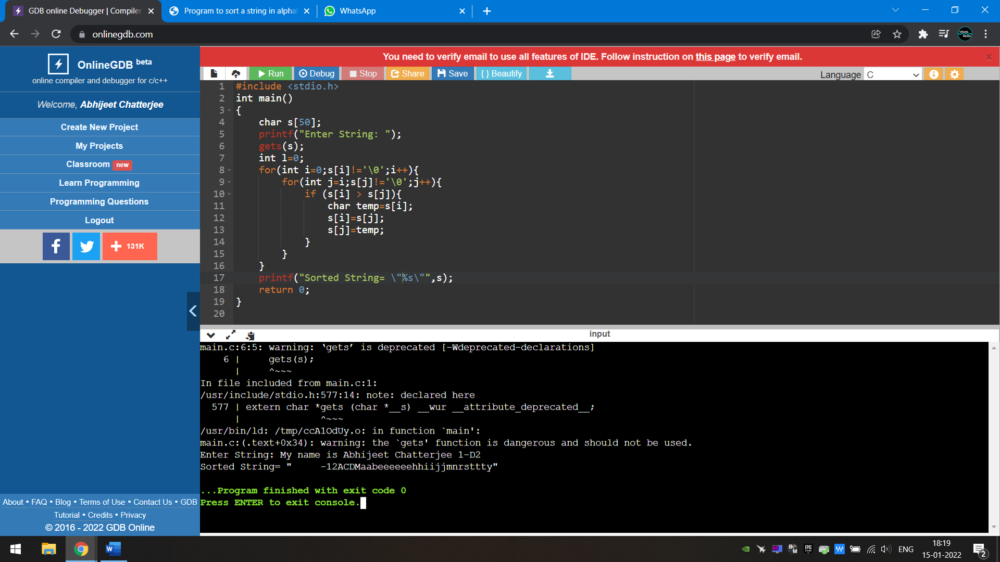 GDB online Debugger | Compiler
Program to sort a string in alpha
WhatsApp
onlinegdb.com
VISUAL MUSIC
OnlineGDB beta
online compiler and debugger for c/c++
Welcome, Abhijeet Chatterjee
Create New Project
My Projects
Classroom new
Learn Programming
Programming Questions
Logout
131K
About • FAQ • Blog • Terms of Use • Contact Us • GDB
Tutorial • Credits • Privacy
© 2016 - 2022 GDB Online
You need to verify email to use all features of IDE. Follow instruction on this page to verify email.
Run Debug Stop Share Save { } Beautify
Language C
1 #include <stdio.h>
2 int main()
3 {
4     char s[50];
5     printf("Enter String: ");
6     gets(s);
7     int l=0;
8     for(int i=0;s[i]!='\0';i++){
9         for(int j=i;s[j]!='\0';j++){
10             if (s[i] > s[j]){
11                 char temp=s[i];
12                 s[i]=s[j];
13                 s[j]=temp;
14             }
15         }
16     }
17     printf("Sorted String= \"%s\"",s);
18     return 0;
19 }
20
input
main.c:6:5: warning: ‘gets’ is deprecated [-Wdeprecated-declarations]
    6 |     gets(s);
      |     ^~~~
In file included from main.c:1:
/usr/include/stdio.h:577:14: note: declared here
  577 | extern char *gets (char *__s) __wur __attribute_deprecated__;
      |              ^~~~
/usr/bin/ld: /tmp/ccA1OdUy.o: in function `main':
main.c:(.text+0x34): warning: the `gets' function is dangerous and should not be used.
Enter String: My name is Abhijeet Chatterjee 1-D2
Sorted String= "     -12ACDMaabeeeeeehhiijjmnrsttty"
...Program finished with exit code 0
Press ENTER to exit console.
ENG
18:19
15-01-2022
2